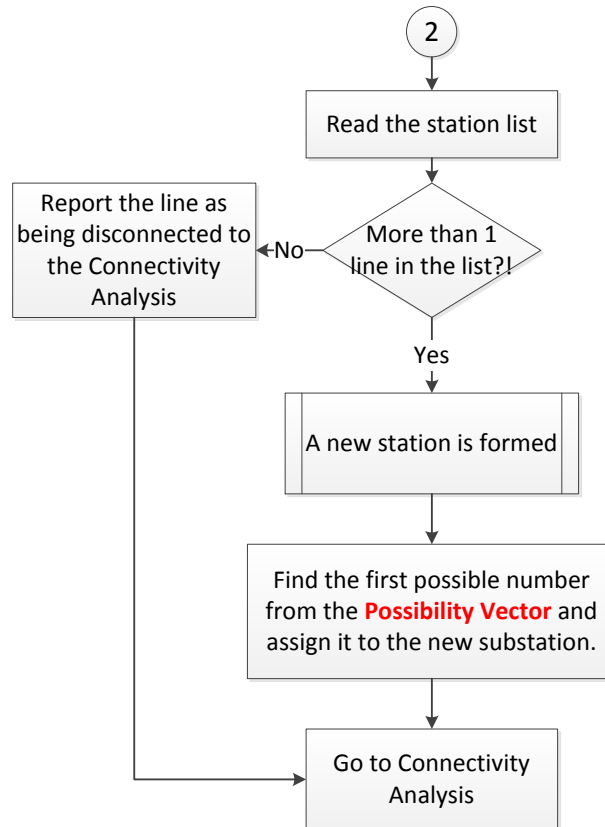 2
Read the station list
More than 1
line in the list?!
No
Report the line as
being disconnected to
the Connectivity
Analysis
Yes
A new station is formed
Find the first possible number
from the Possibility Vector and
assign it to the new substation.
Go to Connectivity
Analysis